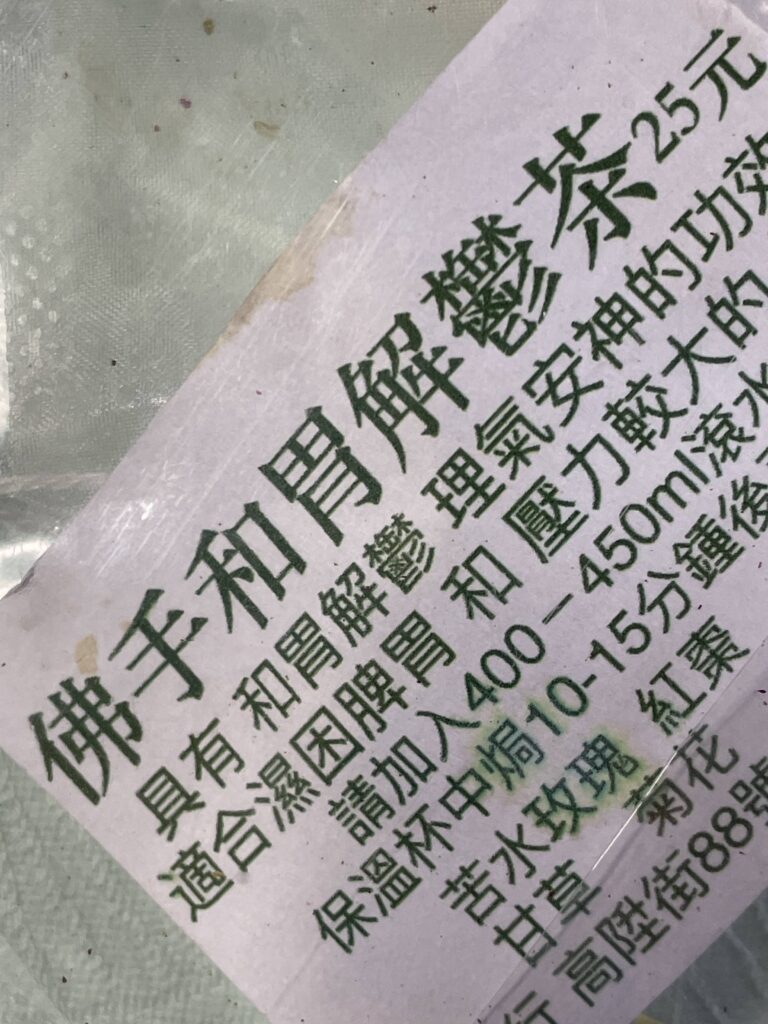 佛手和胃解鬱茶25元
具有 和胃解鬱 理氣安神的功效
適合濕困脾胃 和 壓力較大的
請加入400－450ml滾水
保溫杯中焗10-15分鐘後
苦水玫瑰 紅棗
甘草 菊花
行 高陞街88號